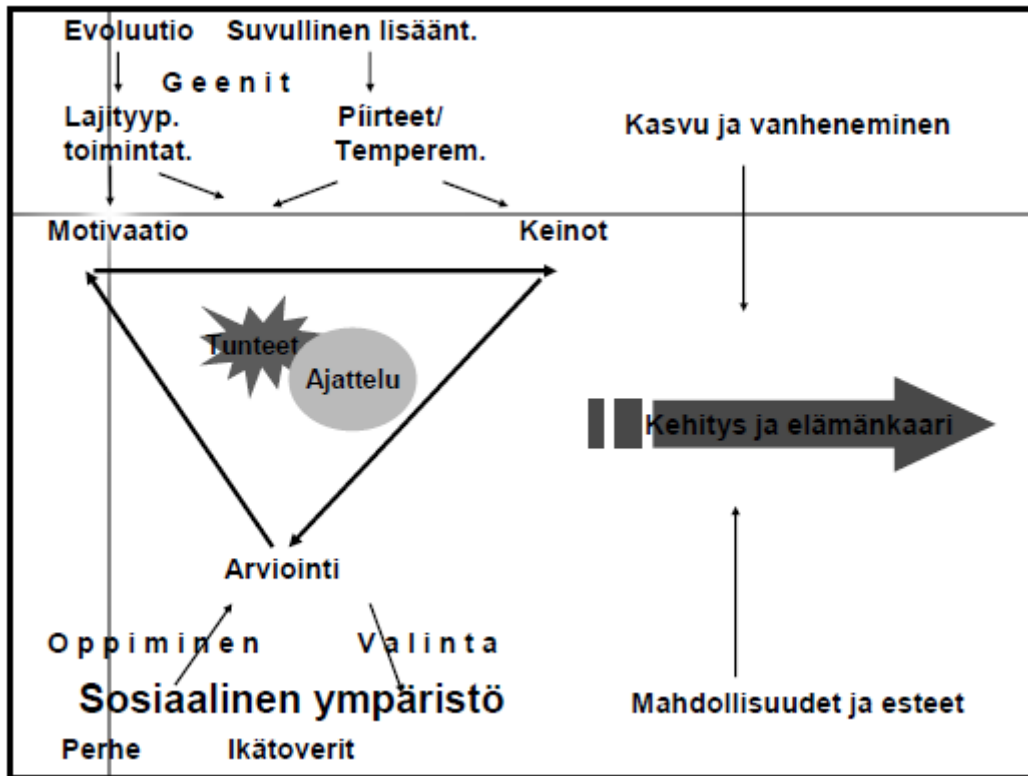 Evoluutio
Suvullinen lisäänt.
Geenit
Lajityyp.
toimintat.
Piirteet/
Temperem.
Kasvu ja vanheneminen
Motivaatio
Keinot
Tunteet
Ajattelu
Kehitys ja elämänkaari
Arviointi
Oppiminen
Valinta
Sosiaalinen ympäristö
Mahdollisuudet ja esteet
Perhe
Ikätoverit